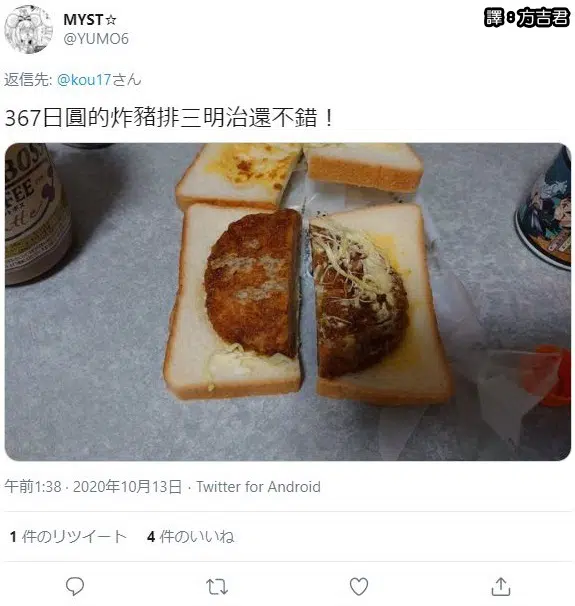 MYST☆
譯⁑方吉君
@YUMO6
返信先: @kou17さん
367日圓的炸豬排三明治還不錯！
BOS
FEE
午前1:38 · 2020年10月13日 · Twitter for Android
1 件のリツイート 4 件のいいね